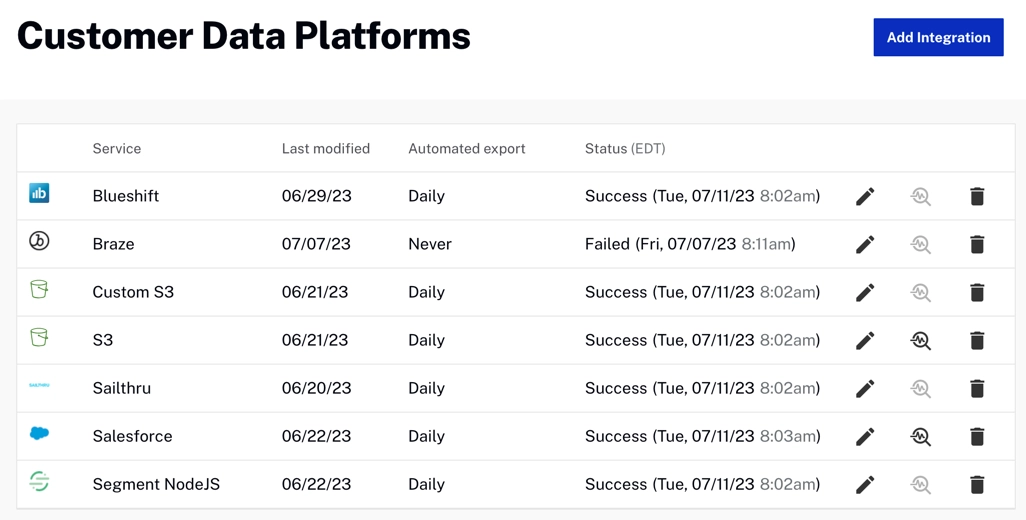 Customer Data Platforms Add Integration
Service Last modified Automated export Status (EDT)
Blueshift 06/29/23 Daily Success (Tue, 07/11/23 8:02am)
Braze 07/07/23 Never Failed (Fri, 07/07/23 8:11am)
Custom S3 06/21/23 Daily Success (Tue, 07/11/23 8:02am)
S3 06/21/23 Daily Success (Tue, 07/11/23 8:02am)
SAILTHRU Sailthru 06/20/23 Daily Success (Tue, 07/11/23 8:02am)
Salesforce 06/22/23 Daily Success (Tue, 07/11/23 8:03am)
Segment NodeJS 06/22/23 Daily Success (Tue, 07/11/23 8:02am)